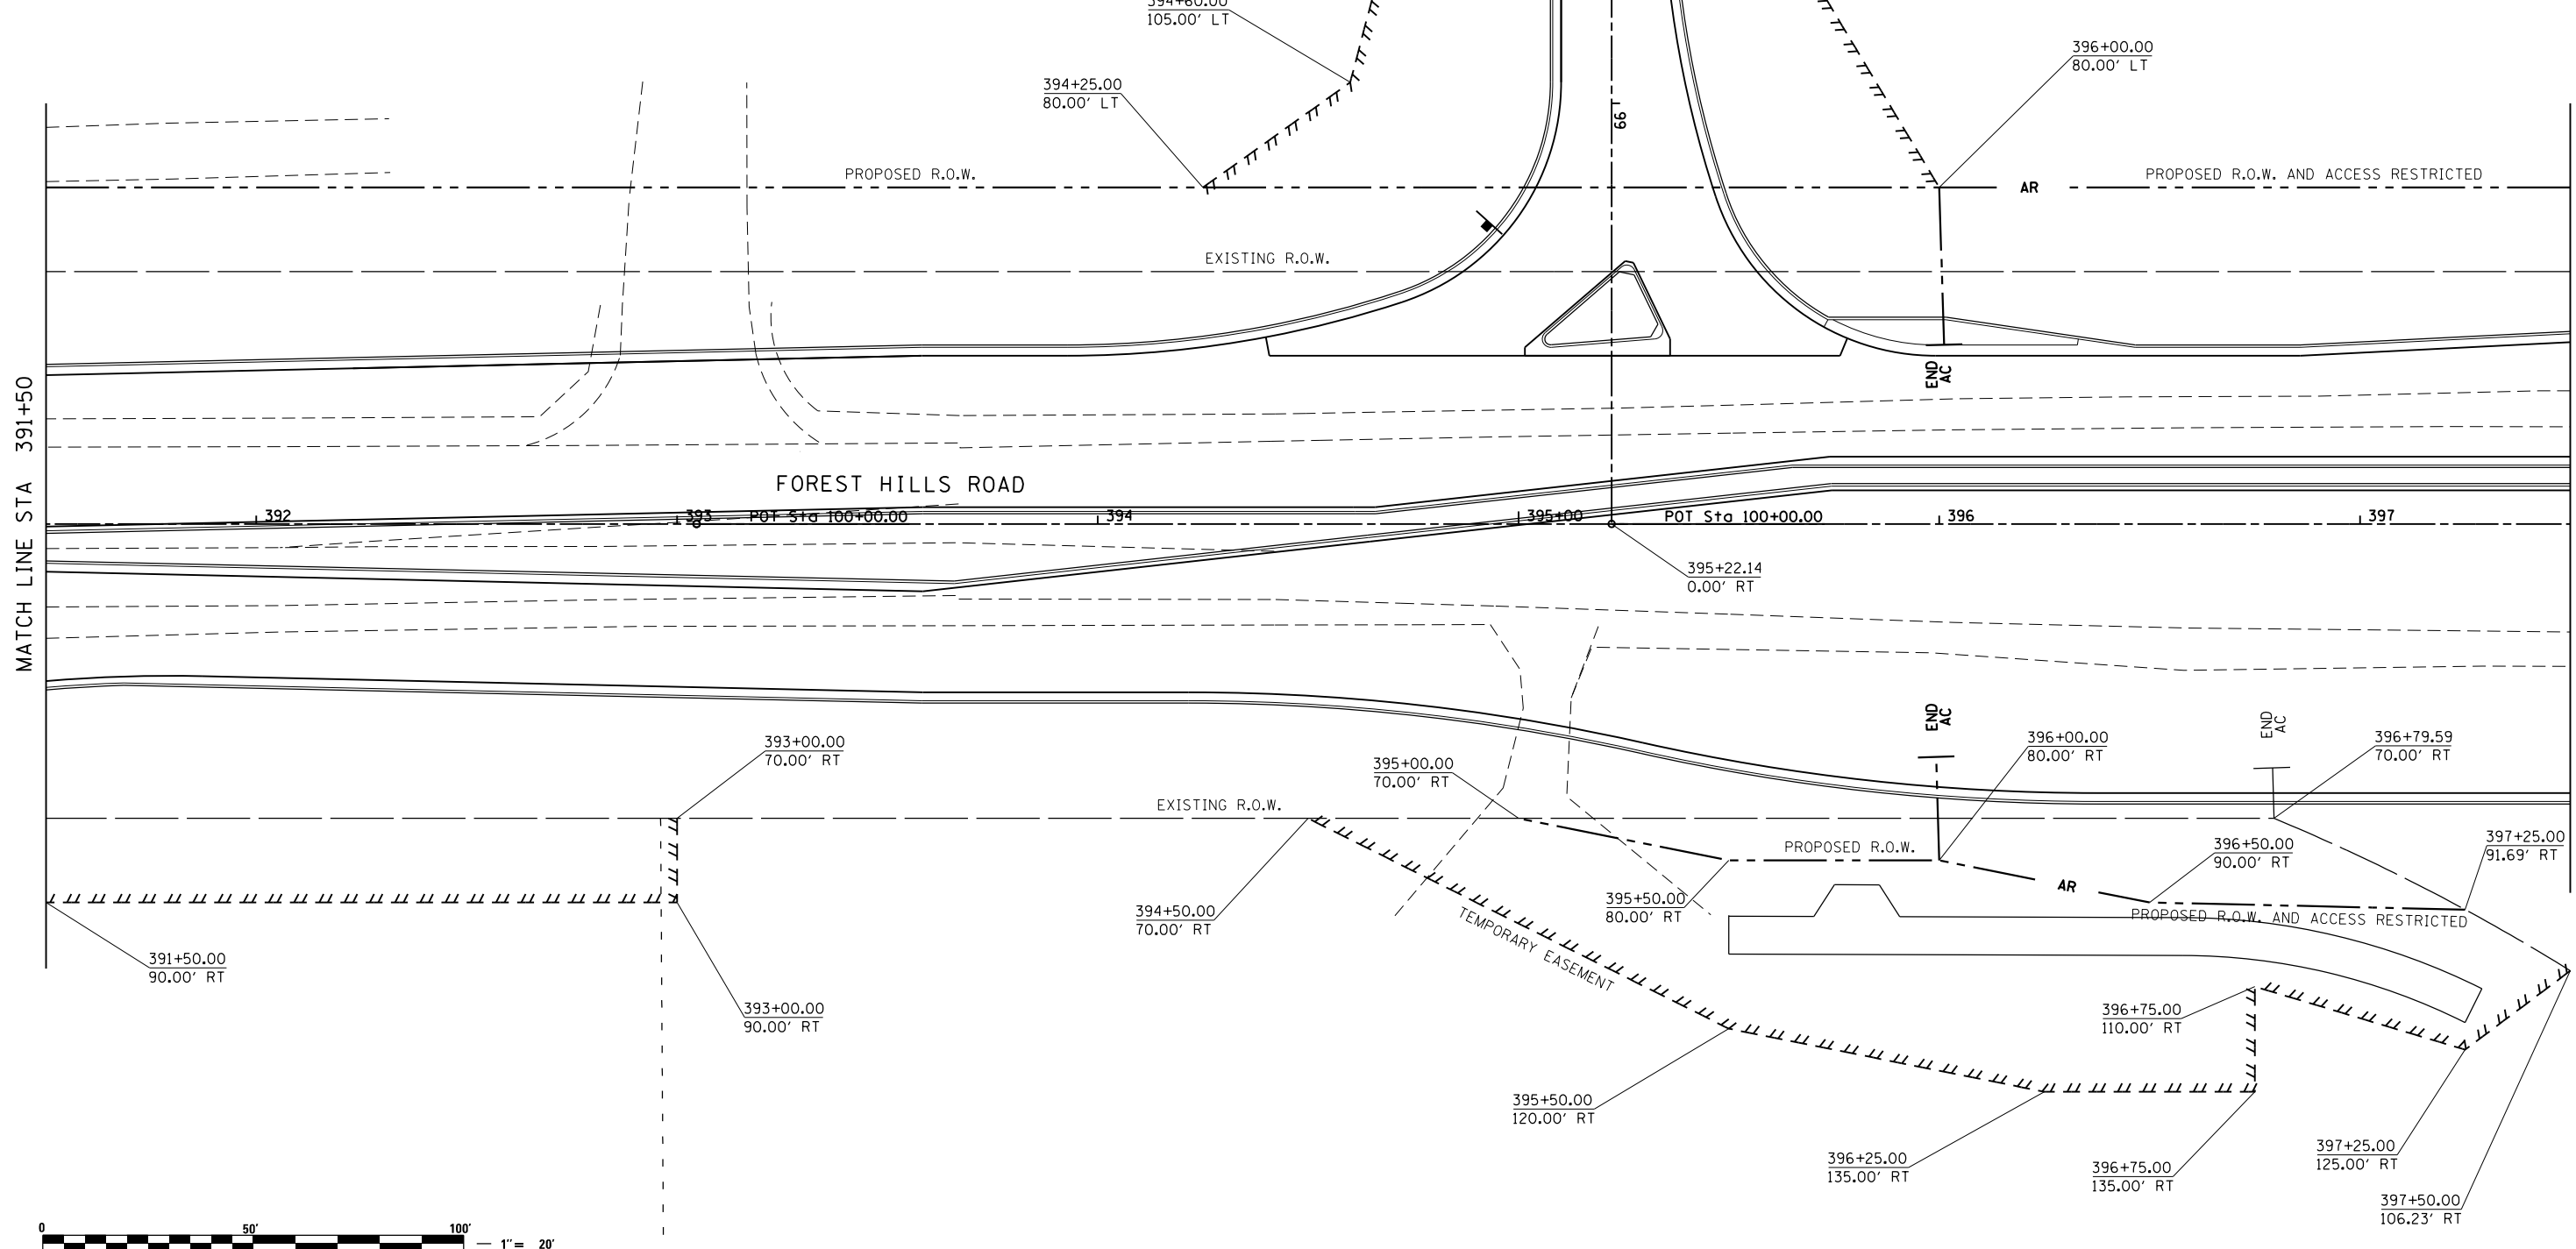 394+60.00
105.00' LT
396+00.00
80.00' LT
394+25.00
80.00' LT
66'
PROPOSED R.O.W.
AR
PROPOSED R.O.W. AND ACCESS RESTRICTED
EXISTING R.O.W.
END
AC
MATCH LINE STA 391+50
FOREST HILLS ROAD
392
393
POT Sta 100+00.00
394
395+00
POT Sta 100+00.00
396
397
395+22.14
0.00' RT
END
AC
END
AC
393+00.00
70.00' RT
395+00.00
70.00' RT
396+00.00
80.00' RT
396+79.59
70.00' RT
EXISTING R.O.W.
PROPOSED R.O.W.
396+50.00
90.00' RT
397+25.00
91.69' RT
AR
394+50.00
70.00' RT
395+50.00
80.00' RT
PROPOSED R.O.W. AND ACCESS RESTRICTED
TEMPORARY EASEMENT
391+50.00
90.00' RT
393+00.00
90.00' RT
396+75.00
110.00' RT
395+50.00
120.00' RT
396+25.00
135.00' RT
396+75.00
135.00' RT
397+25.00
125.00' RT
397+50.00
106.23' RT
0 50' 100'
1"= 20'